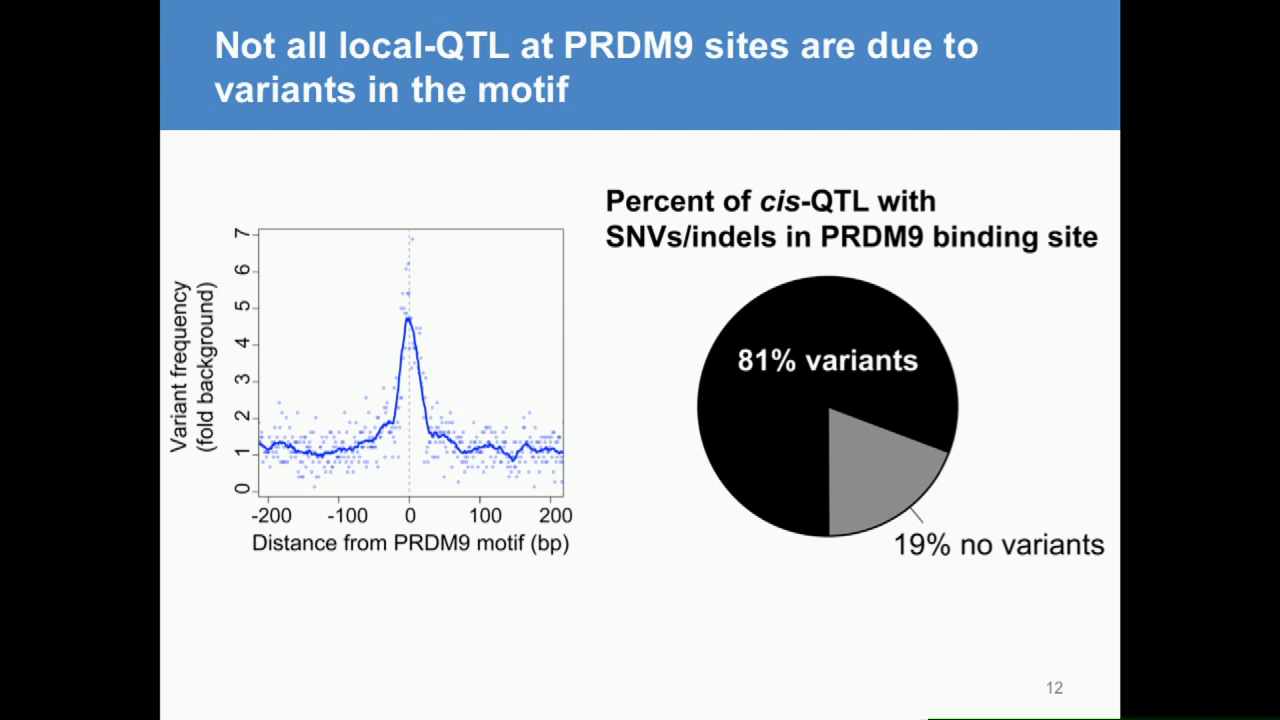 Not all local-QTL at PRDM9 sites are due to
variants in the motif
Variant frequency
(fold background)
7
6
5
4
3
2
1
0
-200 -100 0 100 200
Distance from PRDM9 motif (bp)
Percent of cis-QTL with
SNVs/indels in PRDM9 binding site
81% variants
19% no variants
12